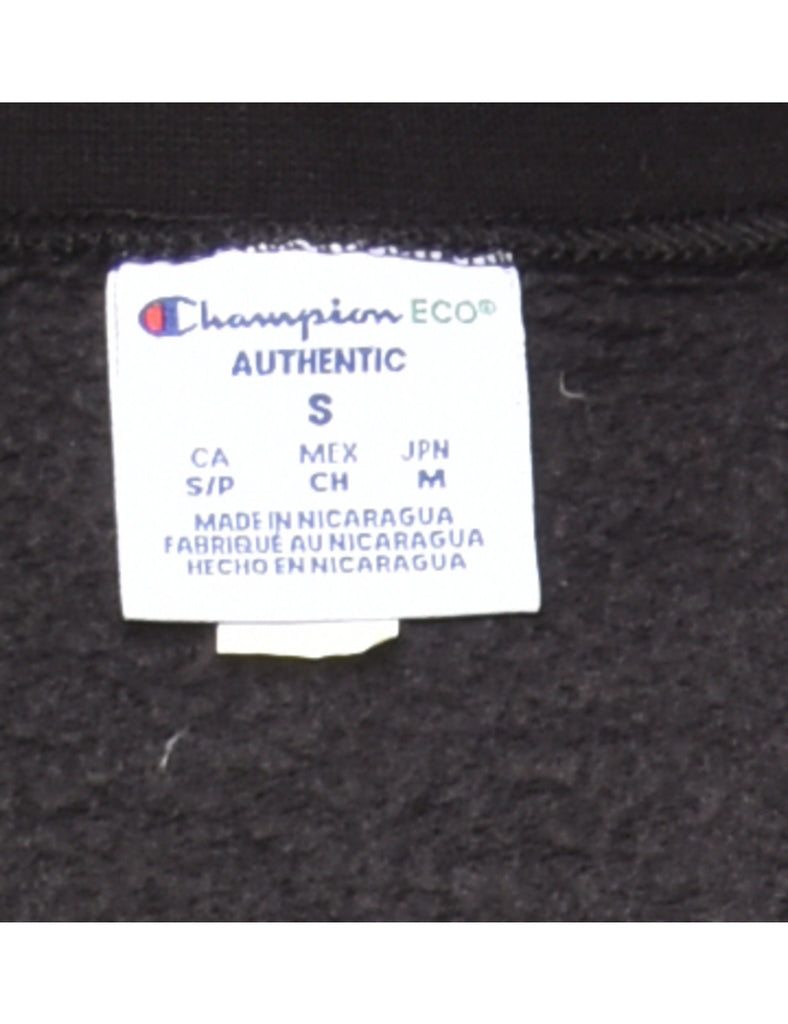 Champion ECO®
AUTHENTIC
S
CA MEX JPN
S/P CH M
MADE IN NICARAGUA
FABRIQUÉ AU NICARAGUA
HECHO EN NICARAGUA